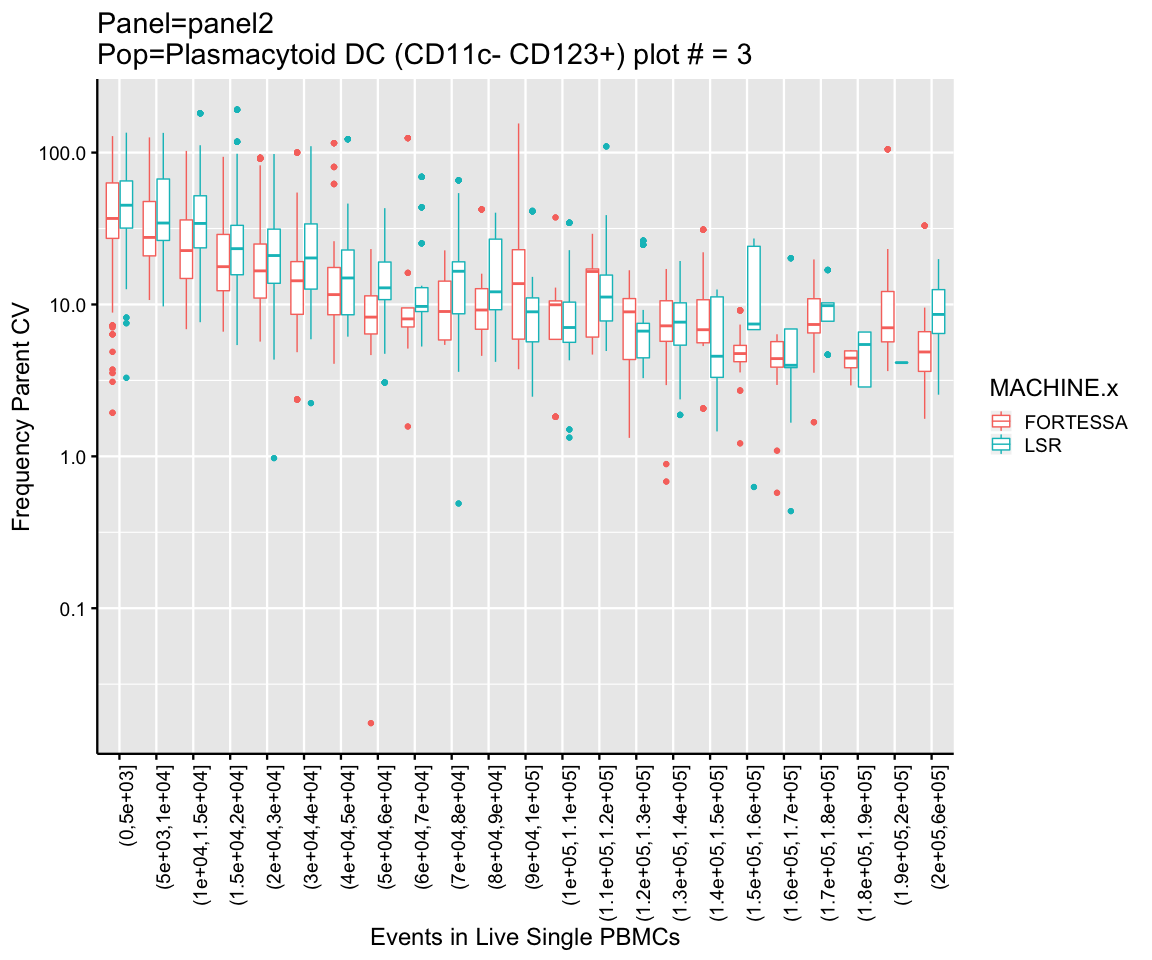 Panel=panel2
Pop=Plasmacytoid DC (CD11c- CD123+) plot # = 3
Frequency Parent CV
100.0
10.0
1.0
0.1
(0,5e+03]
(5e+03,1e+04]
(1e+04,1.5e+04]
(1.5e+04,2e+04]
(2e+04,3e+04]
(3e+04,4e+04]
(4e+04,5e+04]
(5e+04,6e+04]
(6e+04,7e+04]
(7e+04,8e+04]
(8e+04,9e+04]
(9e+04,1e+05]
(1e+05,1.1e+05]
(1.1e+05,1.2e+05]
(1.2e+05,1.3e+05]
(1.3e+05,1.4e+05]
(1.4e+05,1.5e+05]
(1.5e+05,1.6e+05]
(1.6e+05,1.7e+05]
(1.7e+05,1.8e+05]
(1.8e+05,1.9e+05]
(1.9e+05,2e+05]
(2e+05,6e+05]
Events in Live Single PBMCs
MACHINE.x
FORTESSA
LSR